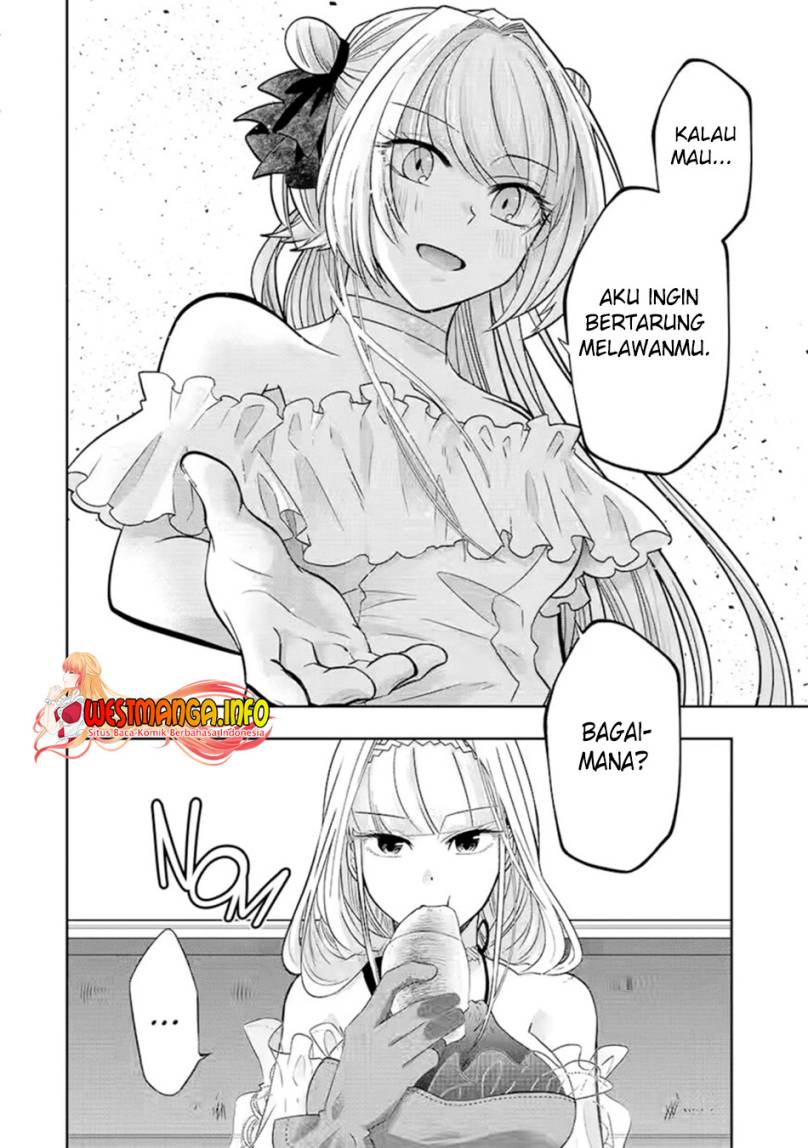 KALAU
MAU...
AKU INGIN
BERTARUNG
MELAWANMU.
WESTMANGA.INFO
Situs Baca Komik Berbahasa Indonesia
BAGAI-
MANA?
NOM
...